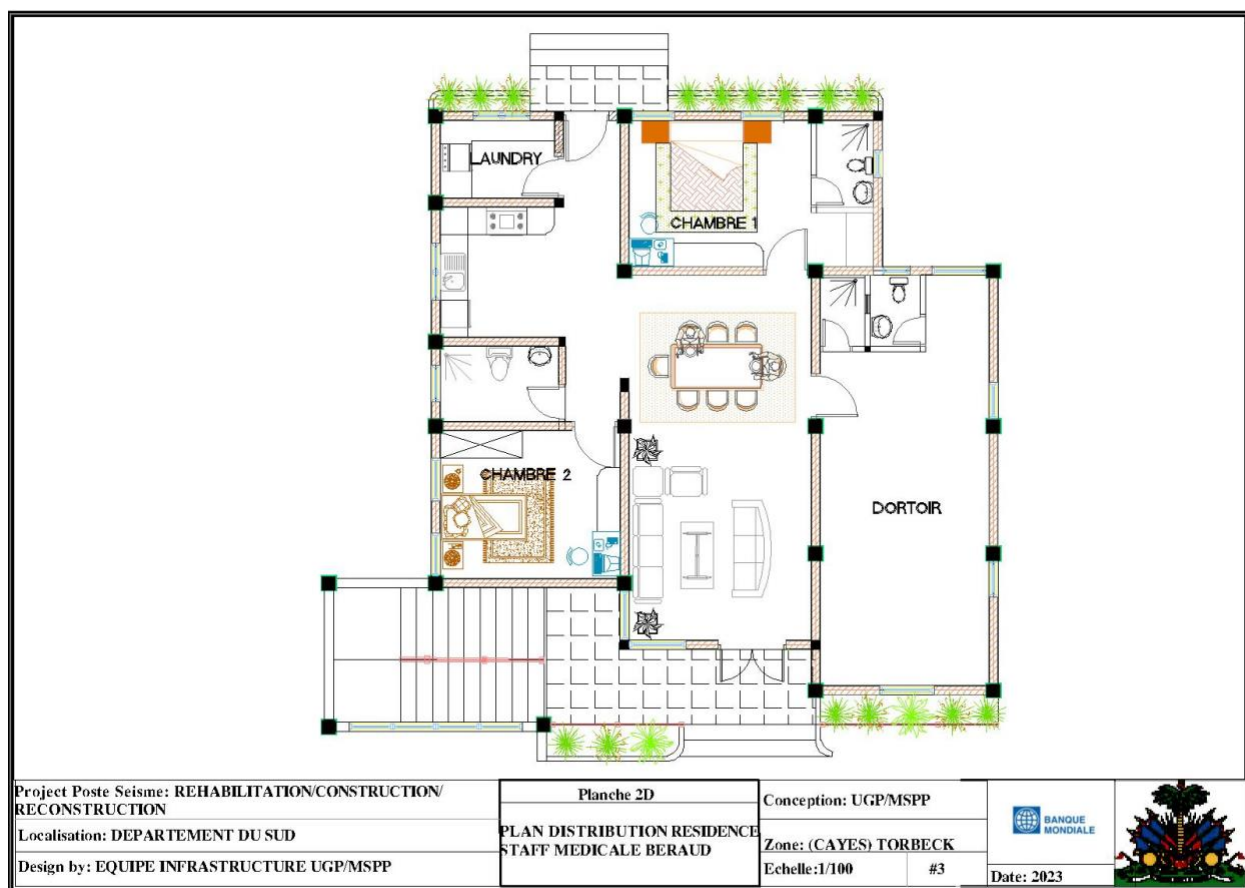 LAUNDRY
CHAMBRE 1
CHAMBRE 2
DORTOIR
Project Poste Seisme: REHABILITATION/CONSTRUCTION/
RECONSTRUCTION
Localisation: DEPARTEMENT DU SUD
Design by: EQUIPE INFRASTRUCTURE UGP/MSPP
Planche 2D
PLAN DISTRIBUTION RESIDENCE
STAFF MEDICALE BERAUD
Conception: UGP/MSPP
Zone: (CAYES) TORBECK
Echelle:1/100
#3
BANQUE
MONDIALE
Date: 2023